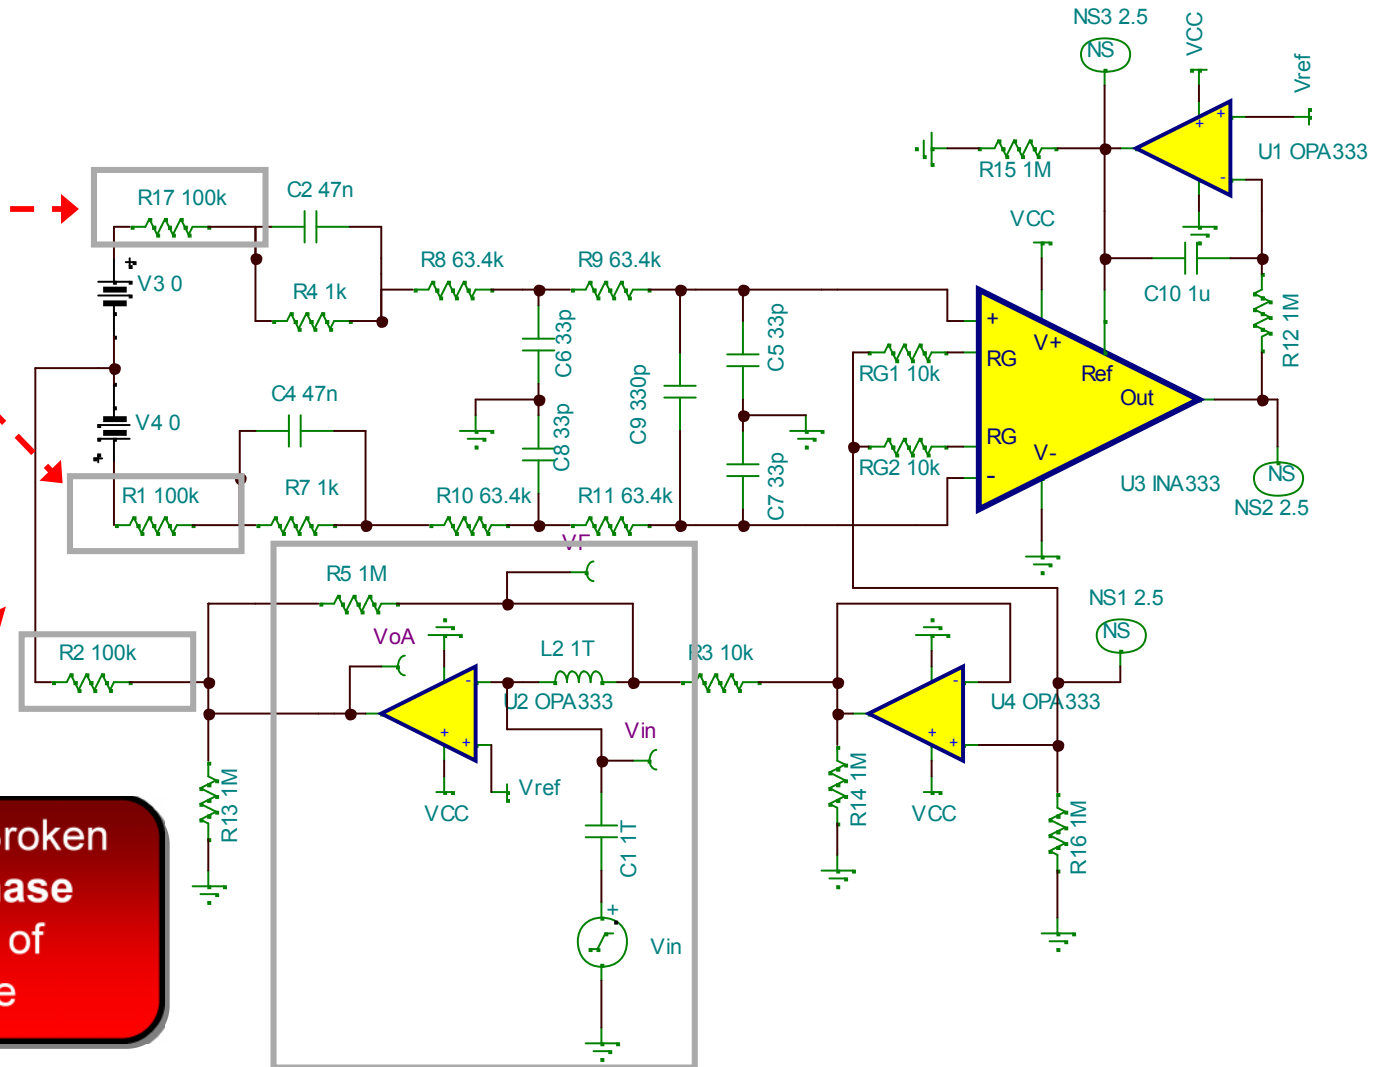 NS3 2.5
NS
VCC
Vref
U1 OPA333
R15 1M
R17 100k
C2 47n
VCC
V3 0
R4 1k
R8 63.4k
R9 63.4k
C10 1u
R12 1M
C6 33p
C5 33p
C9 330p
RG1 10k
+
RG
V+
Ref
Out
V4 0
C4 47n
C8 33p
C7 33p
RG2 10k
RG
V-
-
U3 INA333
NS
NS2 2.5
R1 100k
R7 1k
R10 63.4k
R11 63.4k
VF
R5 1M
NS1 2.5
NS
VoA
L2 1T
R2 100k
R3 10k
U2 OPA333
U4 OPA333
Vin
Vref
VCC
VCC
R13 1M
R14 1M
R16 1M
C1 1T
Vin
of